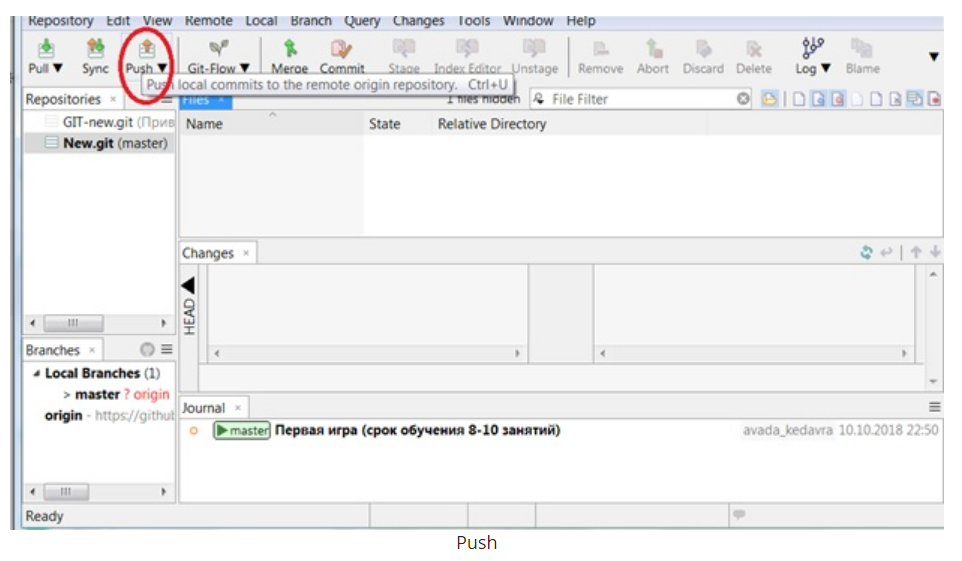 Repository Edit View Remote Local Branch Query Changes Tools Window Help
Pull Sync Push Git-Flow Merge Commit Stage Index Editor Unstage Remove Abort Discard Delete Log Blame
Push local commits to the remote origin repository. Ctrl+U
Repositories
Files
1 files hidden
File Filter
GIT-new.git (Прив
New.git (master)
Name State Relative Directory
Changes
HEAD
Branches
Local Branches (1)
> master ? origin
origin - https://githu
Journal
master Первая игра (срок обучения 8-10 занятий) avada_kedavra 10.10.2018 22:50
Ready
Push